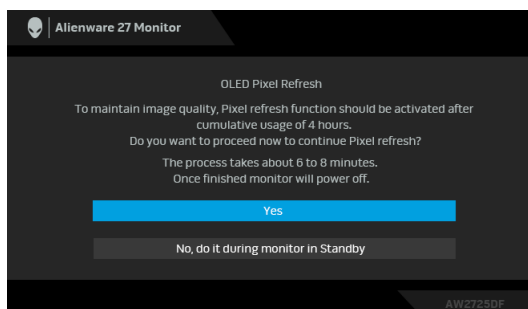 Alienware 27 Monitor
OLED Pixel Refresh
To maintain image quality, Pixel refresh function should be activated after
cumulative usage of 4 hours.
Do you want to proceed now to continue Pixel refresh?
The process takes about 6 to 8 minutes.
Once finished monitor will power off.
Yes
No, do it during monitor in Standby
AW2725DF